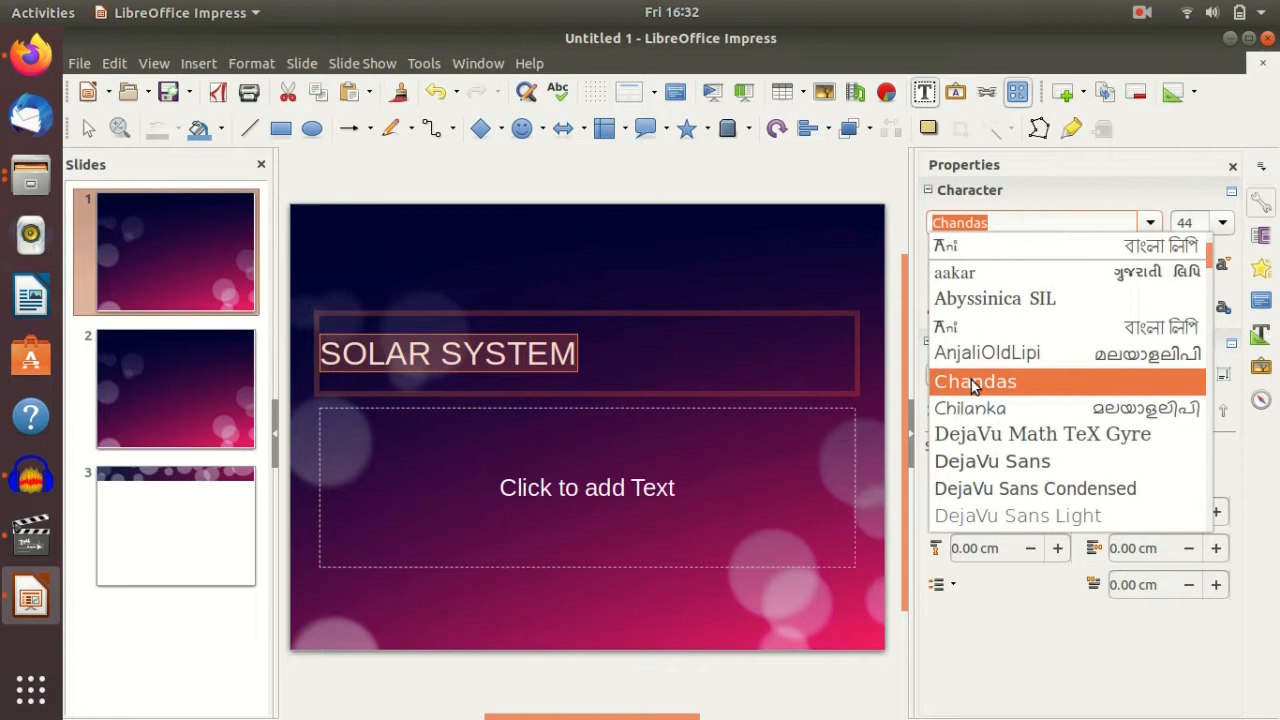 Activities LibreOffice Impress Fri 16:32
Untitled 1 - LibreOffice Impress
File Edit View Insert Format Slide Slide Show Tools Window Help
Abc
Slides
1
2
3
SOLAR SYSTEM
Click to add Text
Properties
Character
Chandas 44
Ani বাংলা লিপি
aakar ગુજરાતી લિપિ
Abyssinica SIL
Ani বাংলা লিপি
AnjaliOldLipi മലയാളലിപി
Chandas
Chilanka മലയാളലിപി
DejaVu Math TeX Gyre
DejaVu Sans
DejaVu Sans Condensed
DejaVu Sans Light
0.00 cm 0.00 cm
0.00 cm